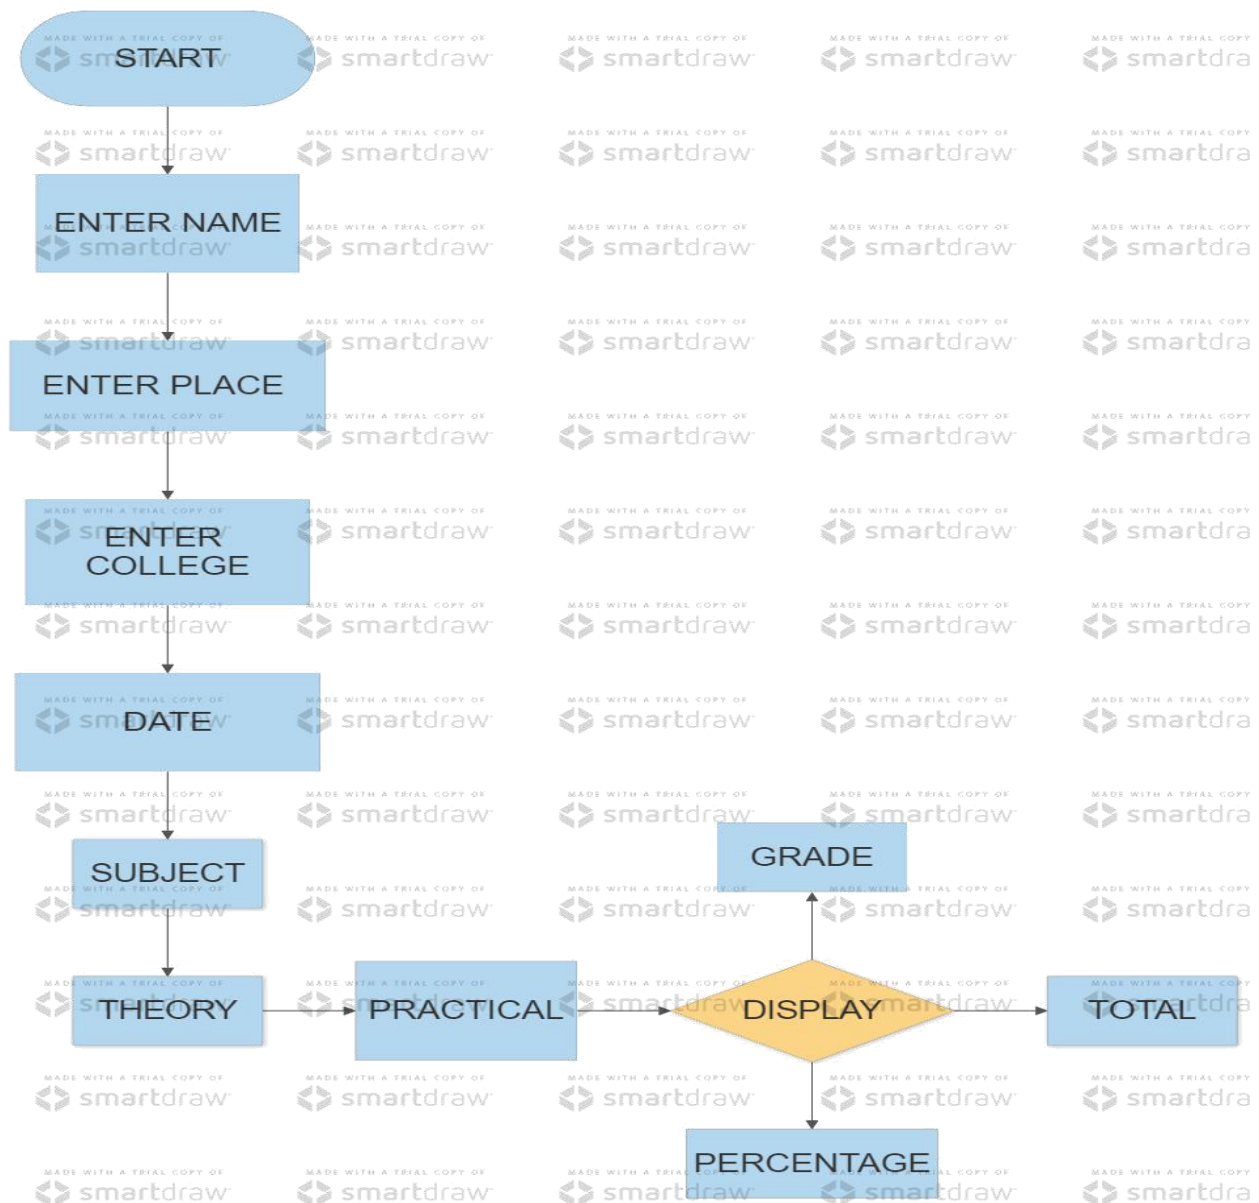 START
ENTER NAME
ENTER PLACE
ENTER
COLLEGE
DATE
SUBJECT
GRADE
THEORY
PRACTICAL
DISPLAY
TOTAL
PERCENTAGE
MADE WITH A TRIAL COPY OF
smartdraw